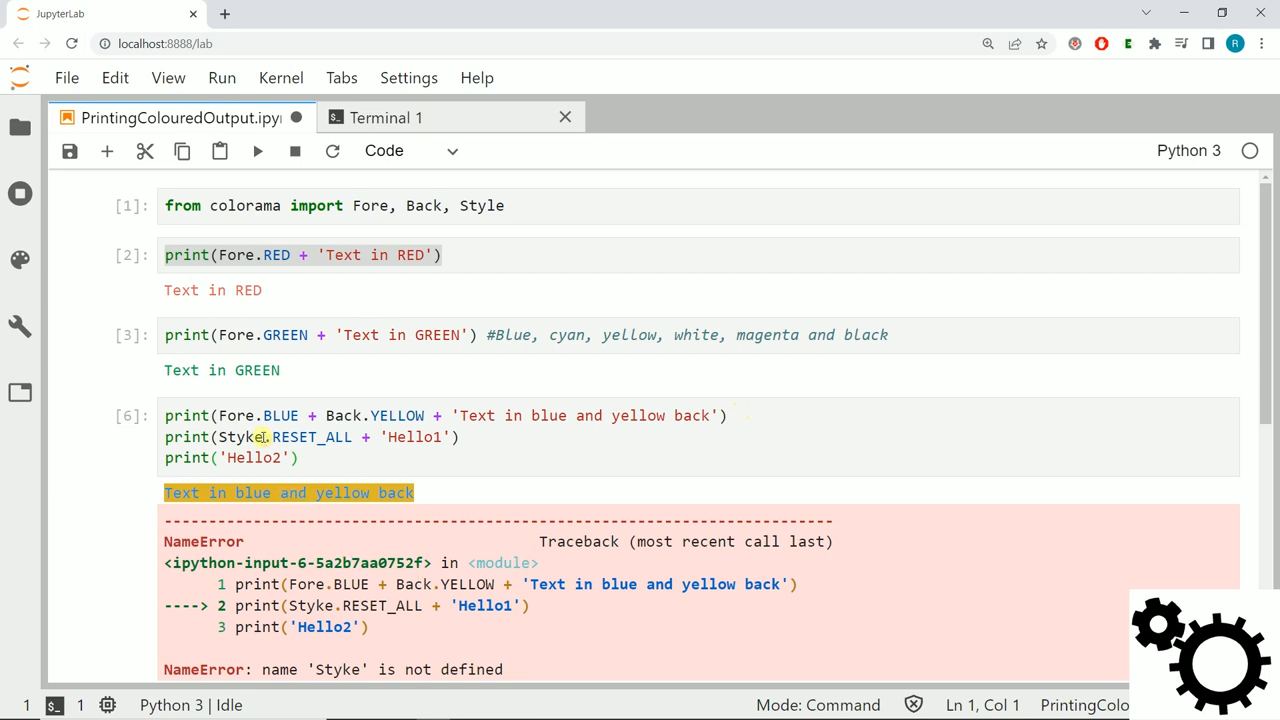 JupyterLab
localhost:8888/lab
R
File Edit View Run Kernel Tabs Settings Help
PrintingColouredOutput.ipy Terminal 1
Code Python 3
[1]: from colorama import Fore, Back, Style
[2]: print(Fore.RED + 'Text in RED')
Text in RED
[3]: print(Fore.GREEN + 'Text in GREEN') #Blue, cyan, yellow, white, magenta and black
Text in GREEN
[6]: print(Fore.BLUE + Back.YELLOW + 'Text in blue and yellow back')
print(Styke.RESET_ALL + 'Hello1')
print('Hello2')
Text in blue and yellow back
---------------------------------------------------------------------------
NameError Traceback (most recent call last)
<ipython-input-6-5a2b7aa0752f> in <module>
1 print(Fore.BLUE + Back.YELLOW + 'Text in blue and yellow back')
----> 2 print(Styke.RESET_ALL + 'Hello1')
3 print('Hello2')
NameError: name 'Styke' is not defined
1 $_ 1 Python 3 | Idle Mode: Command Ln 1, Col 1 PrintingColo